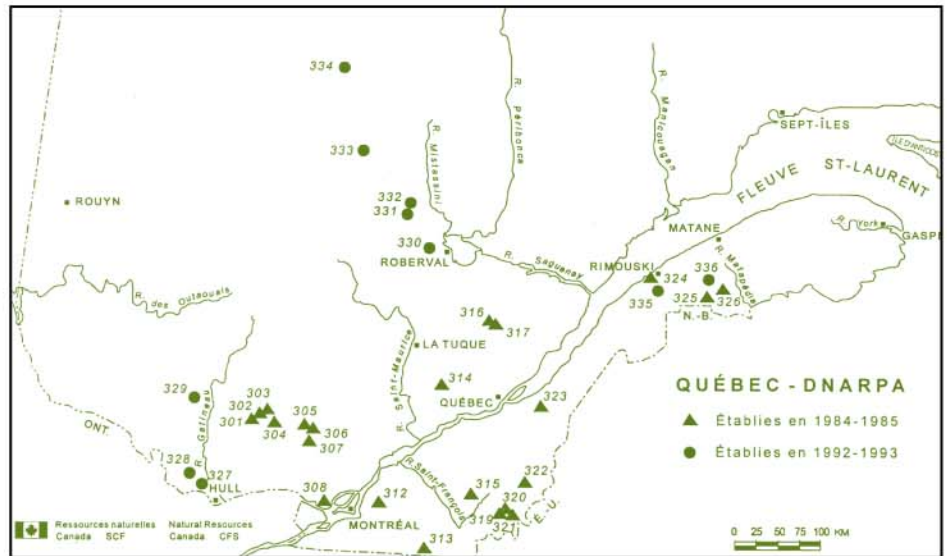 334
333
332
331
330
ROUYN
ROBERVAL
R. Mistassini
R. Péribonca
R. Manicouagan
SEPT-ÎLES
FLEUVE ST-LAURENT
MATANE
R. York
R. Saguenay
RIMOUSKI
324
335
336
325
326
R. Matapédia
N.-B.
R. des Outaouais
316
317
R. Saint-Maurice
LA TUQUE
314
QUÉBEC
323
329
R. Gatineau
303
302
301
304
305
306
307
ONT.
328
327
HULL
308
MONTRÉAL
312
313
R. Saint-François
315
322
320
319
321
É.-U.
QUÉBEC - DNARPA
Établies en 1984-1985
Établies en 1992-1993
Ressources naturelles Canada SCF
Natural Resources Canada CFS
0 25 50 75 100 KM